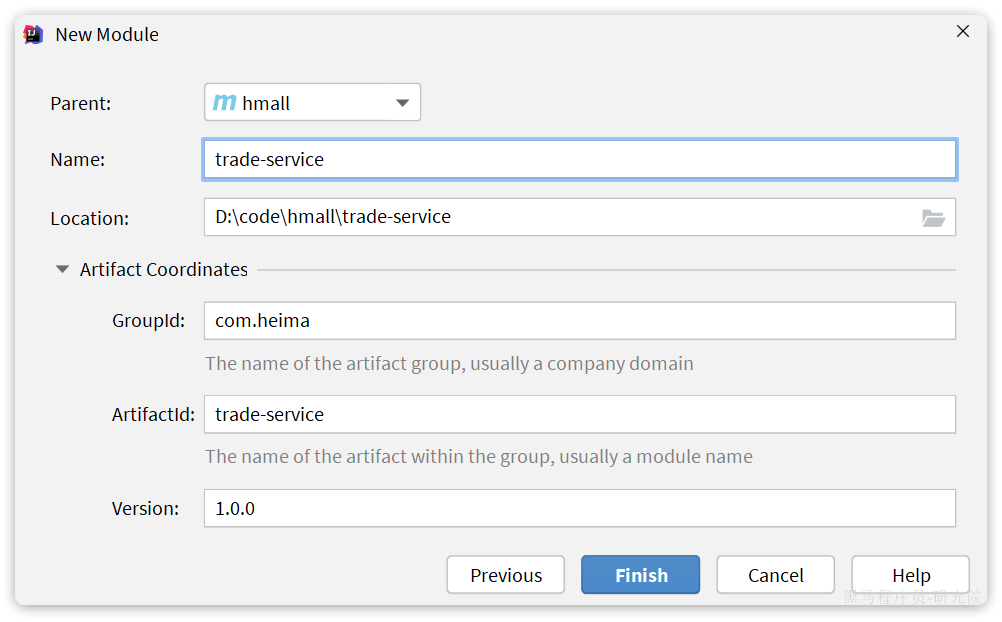 New Module
Parent: hmall
Name: trade-service
Location: D:\code\hmall\trade-service
Artifact Coordinates
GroupId: com.heima
The name of the artifact group, usually a company domain
ArtifactId: trade-service
The name of the artifact within the group, usually a module name
Version: 1.0.0
Previous Finish Cancel Help
黑马程序员-研究院